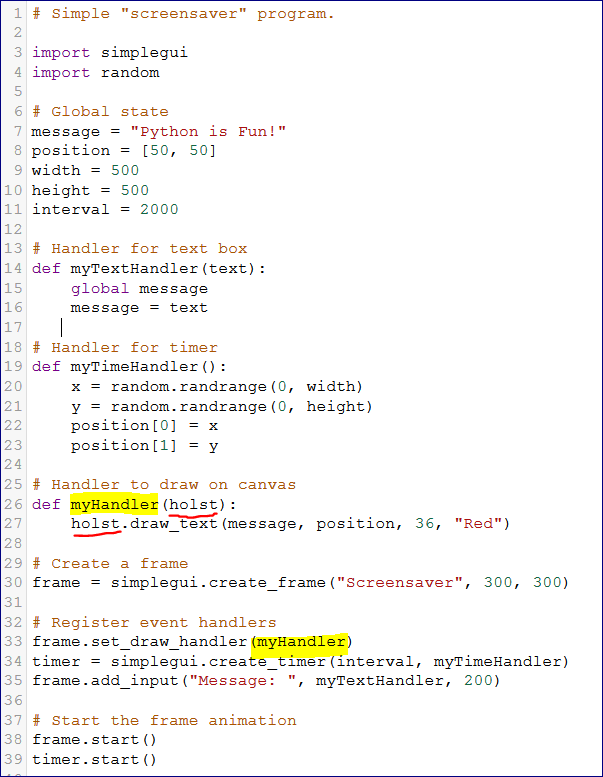 1 # Simple "screensaver" program.
2
3 import simplegui
4 import random
5
6 # Global state
7 message = "Python is Fun!"
8 position = [50, 50]
9 width = 500
10 height = 500
11 interval = 2000
12
13 # Handler for text box
14 def myTextHandler(text):
15     global message
16     message = text
17
18 # Handler for timer
19 def myTimeHandler():
20     x = random.randrange(0, width)
21     y = random.randrange(0, height)
22     position[0] = x
23     position[1] = y
24
25 # Handler to draw on canvas
26 def myHandler(holst):
27     holst.draw_text(message, position, 36, "Red")
28
29 # Create a frame
30 frame = simplegui.create_frame("Screensaver", 300, 300)
31
32 # Register event handlers
33 frame.set_draw_handler(myHandler)
34 timer = simplegui.create_timer(interval, myTimeHandler)
35 frame.add_input("Message: ", myTextHandler, 200)
36
37 # Start the frame animation
38 frame.start()
39 timer.start()